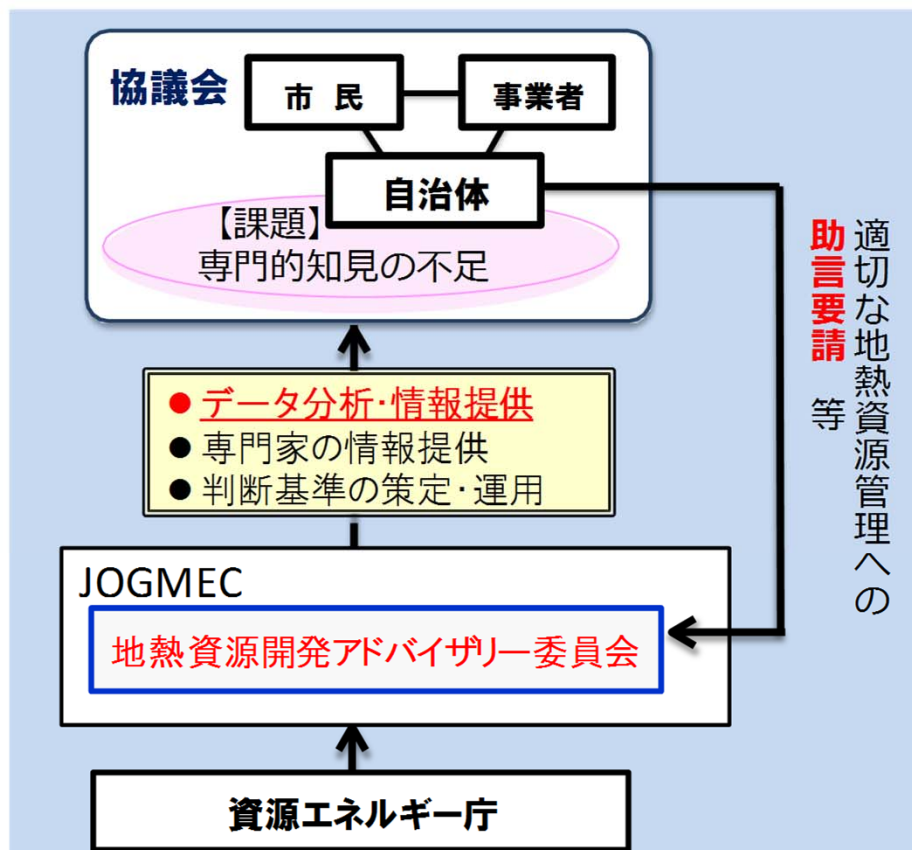 協議会
市 民
事業者
自治体
【課題】
専門的知見の不足
適切な地熱資源管理への
助言要請 等
● データ分析・情報提供
● 専門家の情報提供
● 判断基準の策定・運用
JOGMEC
地熱資源開発アドバイザリー委員会
資源エネルギー庁